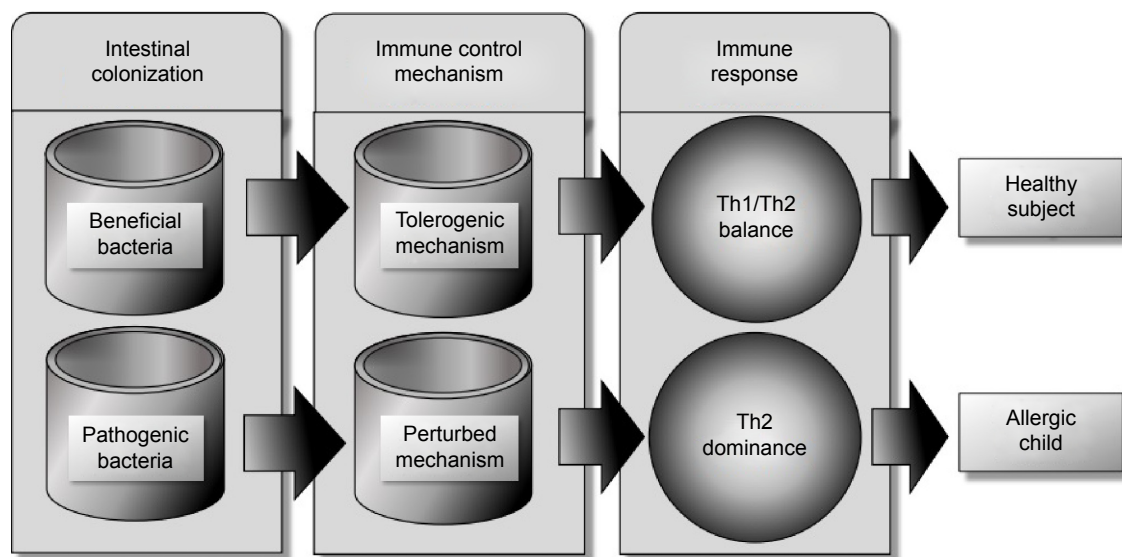 Intestinal
colonization
Immune control
mechanism
Immune
response
Beneficial
bacteria
Tolerogenic
mechanism
Th1/Th2
balance
Healthy
subject
Pathogenic
bacteria
Perturbed
mechanism
Th2
dominance
Allergic
child